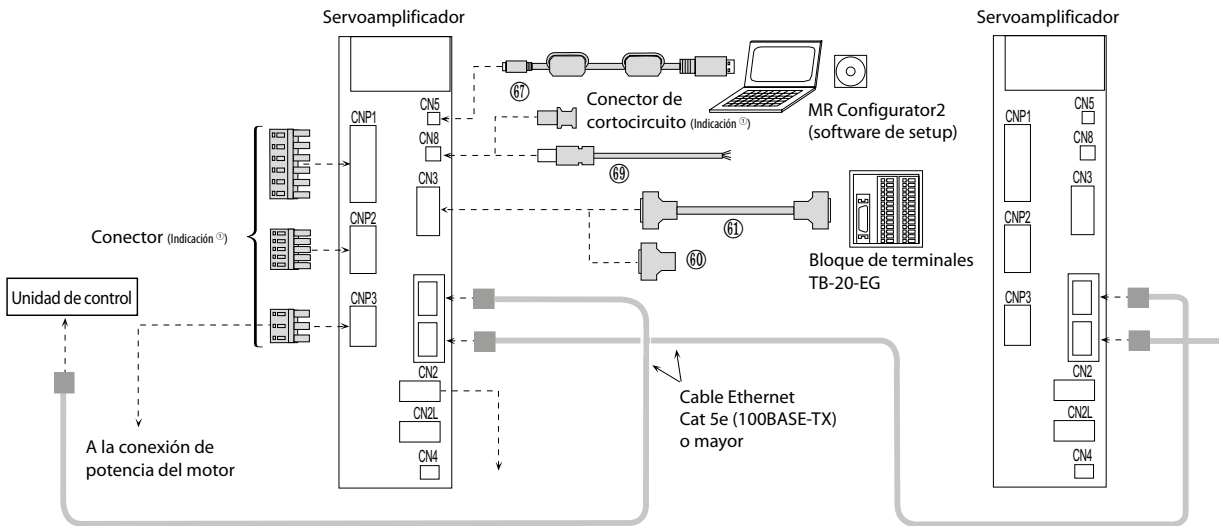 Servoamplificador
Servoamplificador
CN5
CNP1
CN8
CN3
CNP2
CNP3
CN2
CN2L
CN4
⑥⑦
Conector de
cortocircuito (Indicación ①)
MR Configurator2
(software de setup)
⑥⑨
⑥①
⑥⓪
Bloque de terminales
TB-20-EG
Conector (Indicación ①)
Unidad de control
A la conexión de
potencia del motor
Cable Ethernet
Cat 5e (100BASE-TX)
o mayor
CN5
CNP1
CN8
CN3
CNP2
CNP3
CN2
CN2L
CN4